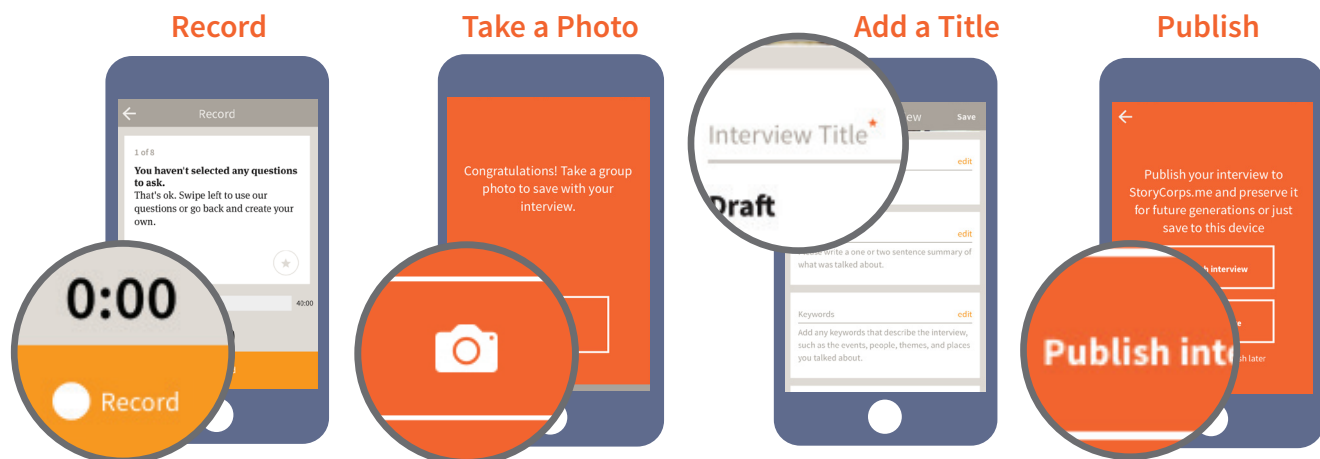 Record
Take a Photo
Add a Title
Publish
Record
1 of 8
You haven't selected any questions
to ask.
That's ok. Swipe left to use our
questions or go back and create your
own.
40:00
0:00
Record
Congratulations! Take a group
photo to save with your
interview.
Save
Interview Title*
edit
Draft
edit
write a one or two sentence summary of
what was talked about.
Keywords
edit
Add any keywords that describe the interview,
such as the events, people, themes, and places
you talked about.
Publish your interview to
StoryCorps.me and preserve it
for future generations or just
save to this device
interview
later
Publish